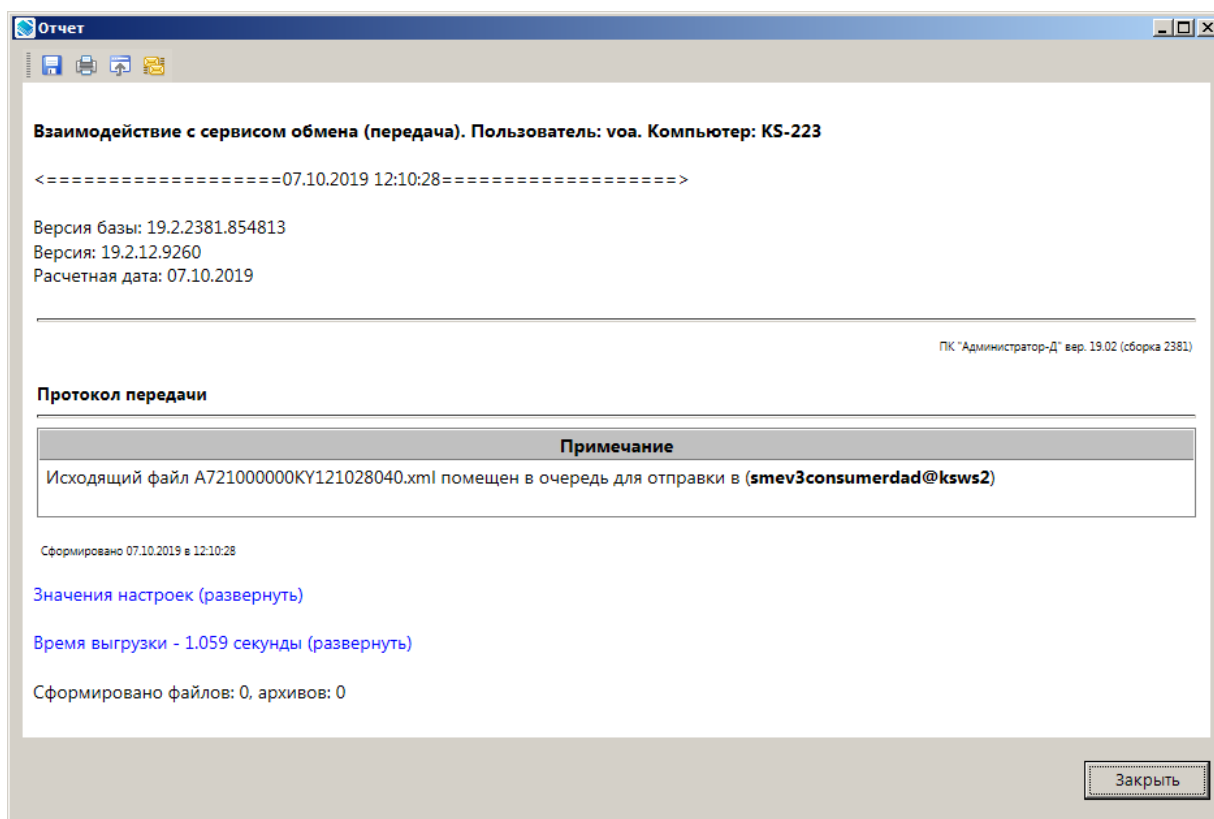 Отчет
Взаимодействие с сервисом обмена (передача). Пользователь: voa. Компьютер: KS-223
<===================07.10.2019 12:10:28===================>
Версия базы: 19.2.2381.854813
Версия: 19.2.12.9260
Расчетная дата: 07.10.2019
ПК "Администратор-Д" вер. 19.02 (сборка 2381)
Протокол передачи
Примечание
Исходящий файл A721000000KY121028040.xml помещен в очередь для отправки в (smev3consumerdad@ksws2)
Сформировано 07.10.2019 в 12:10:28
Значения настроек (развернуть)
Время выгрузки - 1.059 секунды (развернуть)
Сформировано файлов: 0, архивов: 0
Закрыть